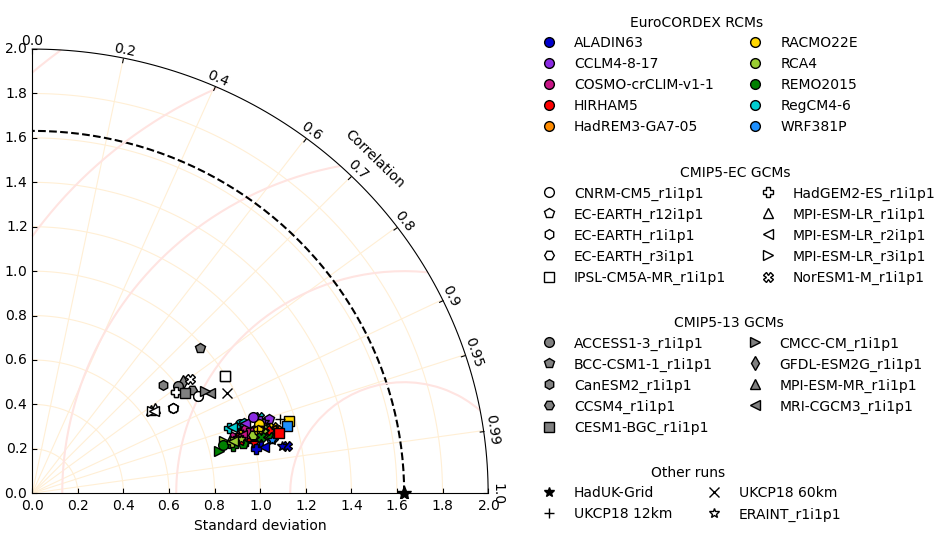 0.0
0.2
0.4
0.6
0.7
0.8
0.9
0.95
0.99
1.0
Correlation
2.0
1.8
1.6
1.4
1.2
1.0
0.8
0.6
0.4
0.2
0.0
0.0 0.2 0.4 0.6 0.8 1.0 1.2 1.4 1.6 1.8 2.0
Standard deviation
EuroCORDEX RCMs
ALADIN63 RACMO22E
CCLM4-8-17 RCA4
COSMO-crCLIM-v1-1 REMO2015
HIRHAM5 RegCM4-6
HadREM3-GA7-05 WRF381P
CMIP5-EC GCMs
CNRM-CM5_r1i1p1 HadGEM2-ES_r1i1p1
EC-EARTH_r12i1p1 MPI-ESM-LR_r1i1p1
EC-EARTH_r1i1p1 MPI-ESM-LR_r2i1p1
EC-EARTH_r3i1p1 MPI-ESM-LR_r3i1p1
IPSL-CM5A-MR_r1i1p1 NorESM1-M_r1i1p1
CMIP5-13 GCMs
ACCESS1-3_r1i1p1 CMCC-CM_r1i1p1
BCC-CSM1-1_r1i1p1 GFDL-ESM2G_r1i1p1
CanESM2_r1i1p1 MPI-ESM-MR_r1i1p1
CCSM4_r1i1p1 MRI-CGCM3_r1i1p1
CESM1-BGC_r1i1p1
Other runs
HadUK-Grid UKCP18 60km
UKCP18 12km ERAINT_r1i1p1